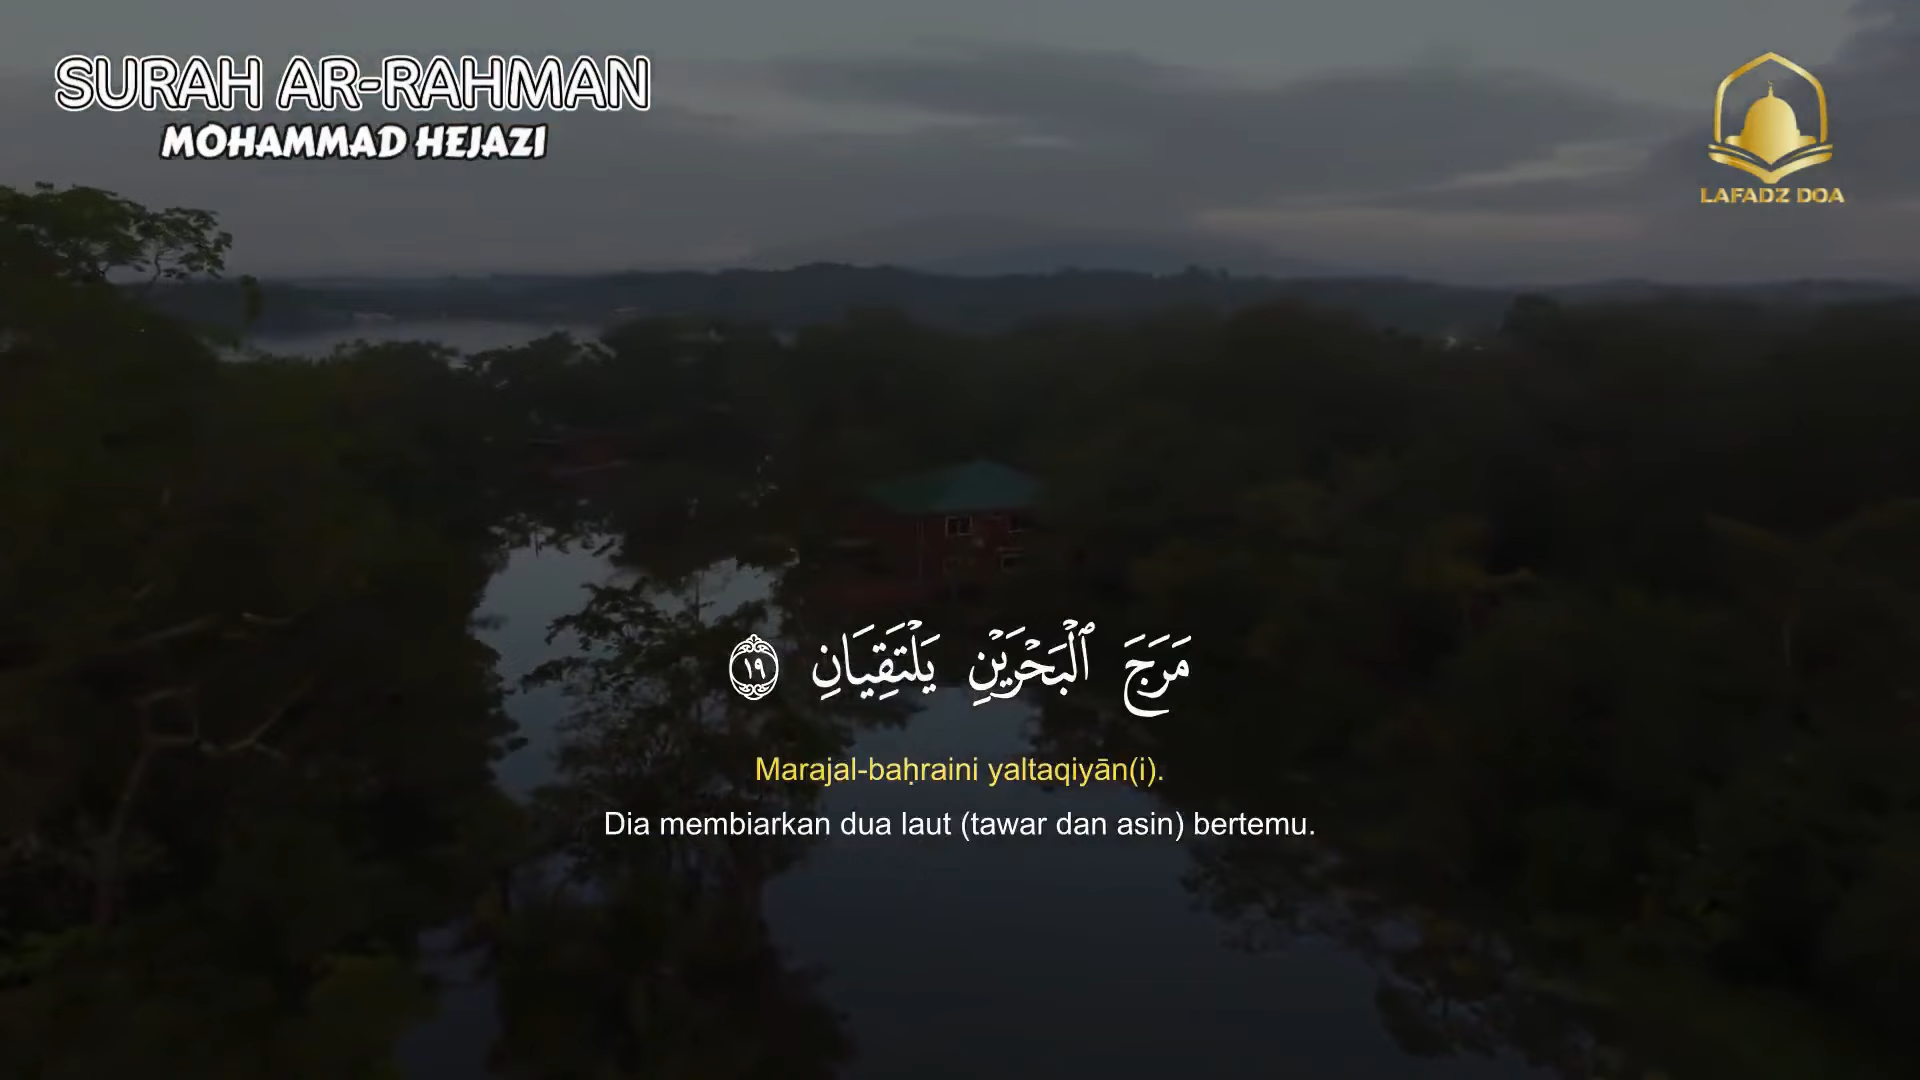 SURAH AR-RAHMAN
MOHAMMAD HEJAZI
LAFADZ DOA
مَرَجَ ٱلْبَحْرَيْنِ يَلْتَقِيَانِ ١٩
Marajal-baḥraini yaltaqiyān(i).
Dia membiarkan dua laut (tawar dan asin) bertemu.